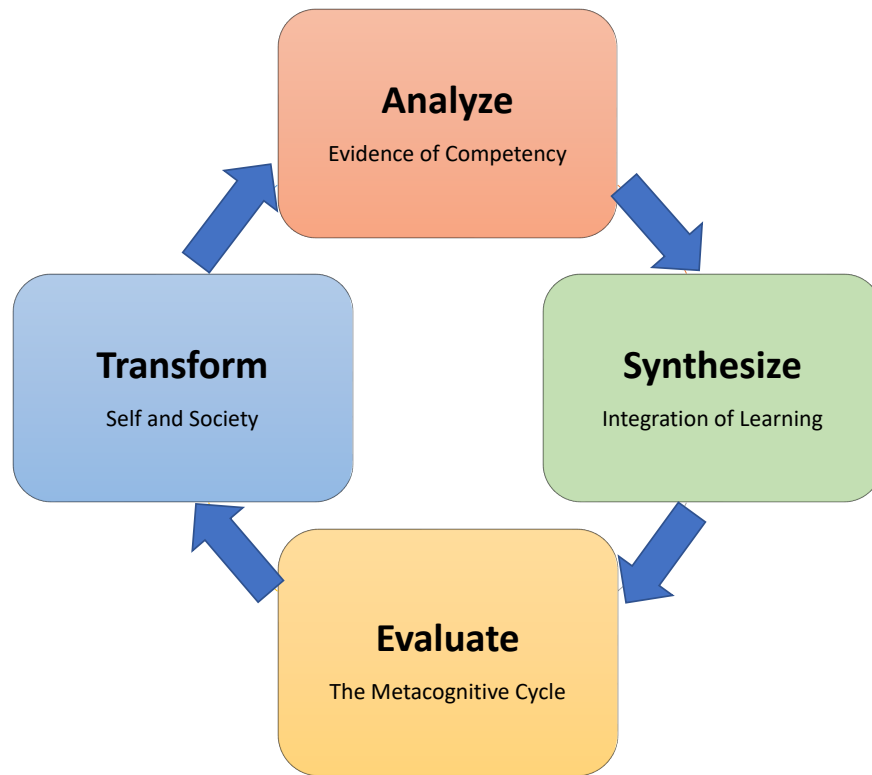 Analyze
Evidence of Competency
Synthesize
Integration of Learning
Evaluate
The Metacognitive Cycle
Transform
Self and Society